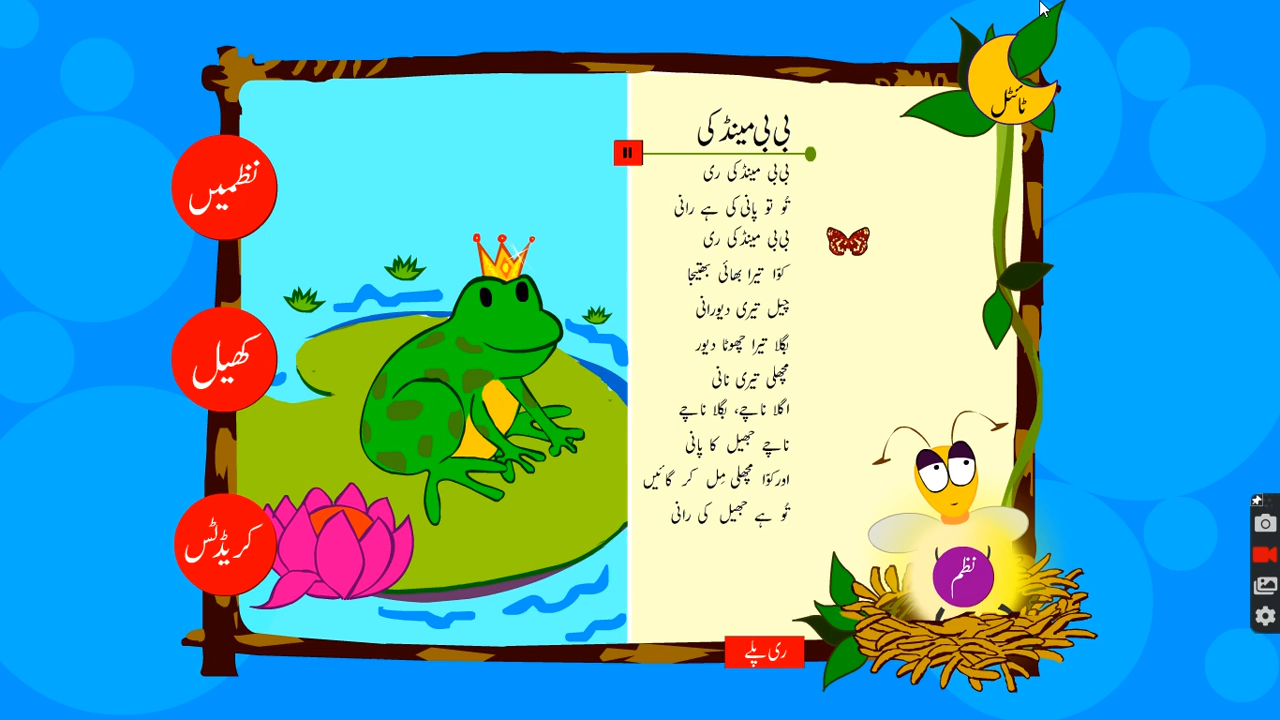 ٹائٹل
بی بی مینڈکی
بی بی مینڈکی ری
تُو تو پانی کی ہے رانی
بی بی مینڈکی ری
کوّا تیرا بھائی بھتیجا
چیل تیری دیورانی
بگلا تیرا چھوٹا دیور
مچھلی تیری نانی
اگلا ناچے، بگلا ناچے
ناچے جھیل کا پانی
اور کوّا مچھلی مِل کر گائیں
تُو ہے جھیل کی رانی
نظمیں
کھیل
کریڈٹس
نظم
ری پلے